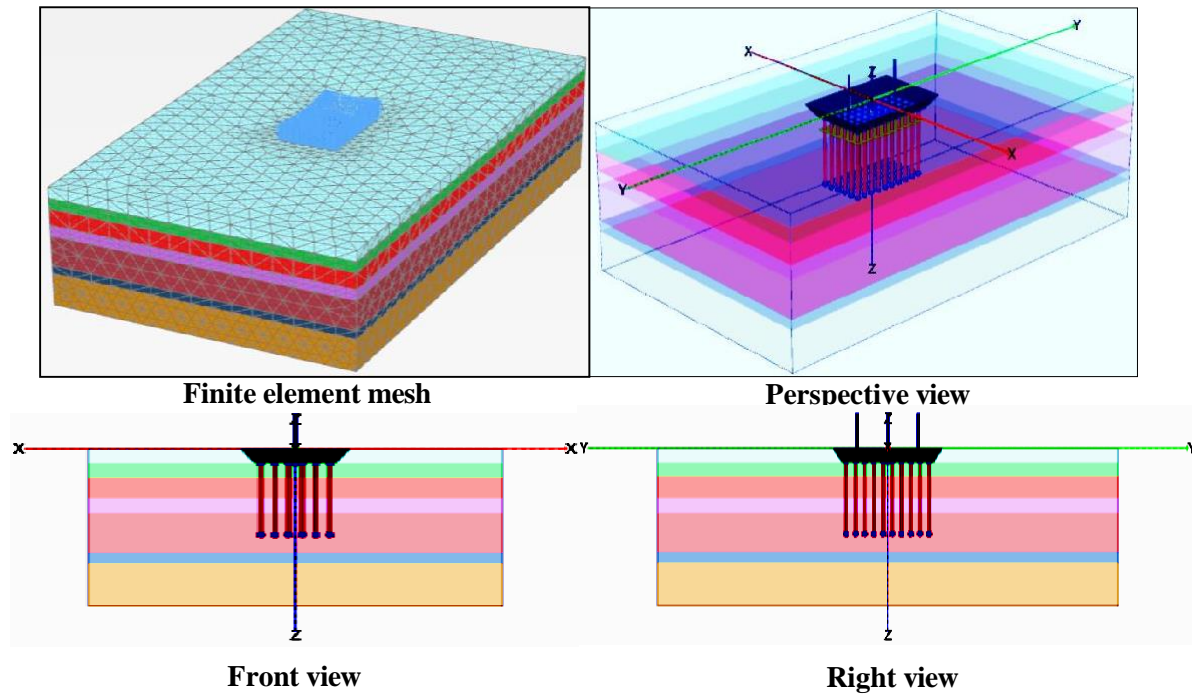 X
Z
Y
X
Y
Z
Finite element mesh
Perspective view
X
Z
X
Z
Y
Z
Y
Z
Front view
Right view